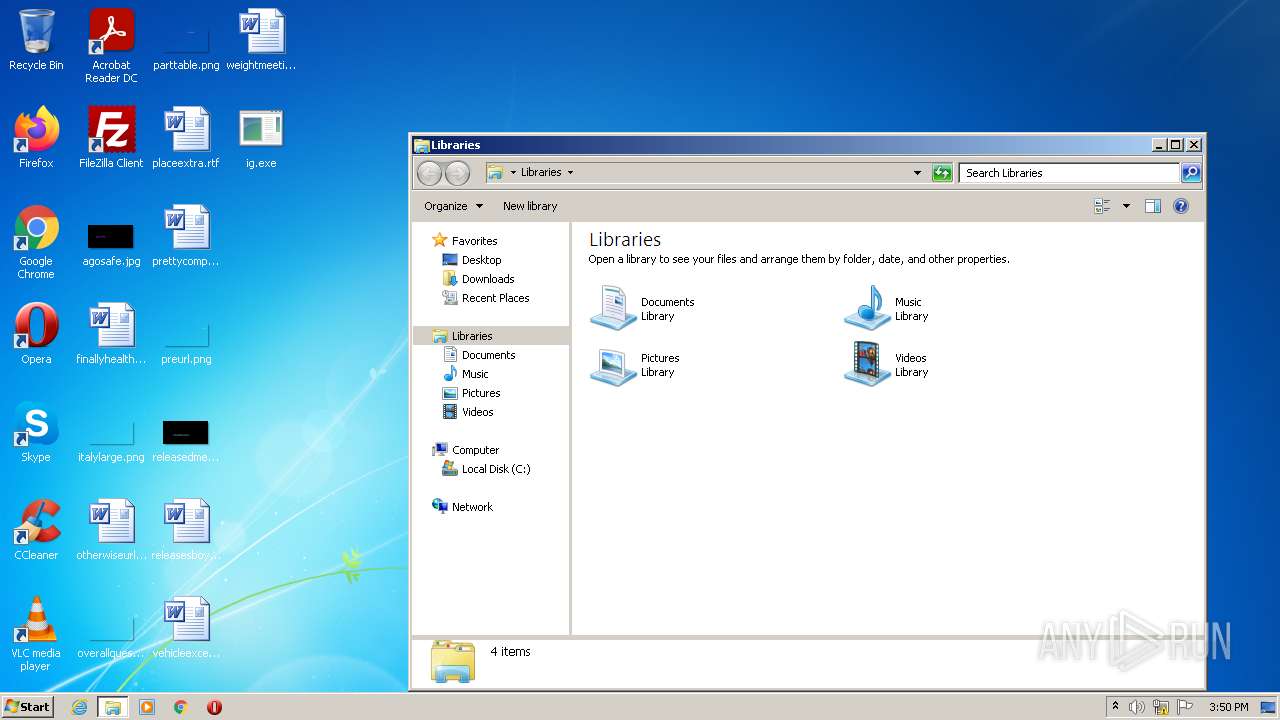 Recycle Bin
Acrobat
Reader DC
parttable.png
weightmeeti...
Firefox
FileZilla Client
placeextra.rtf
ig.exe
Google
Chrome
agosafe.jpg
prettycomp...
Opera
finallyhealth...
preurl.png
Skype
italylarge.png
releasedme...
CCleaner
otherwiseurl...
releasesboy...
VLC media
player
overallques...
vehicleexce...
Libraries
Libraries
Search Libraries
Organize
New library
Favorites
Desktop
Downloads
Recent Places
Libraries
Documents
Music
Pictures
Videos
Computer
Local Disk (C:)
Network
Libraries
Open a library to see your files and arrange them by folder, date, and other properties.
Documents
Library
Music
Library
Pictures
Library
Videos
Library
4 items
ANY RUN
Start
3:50 PM